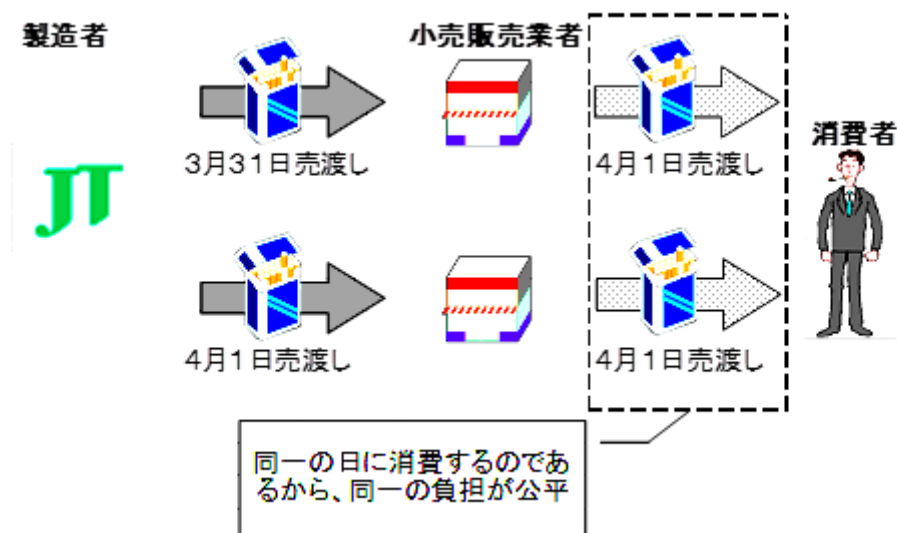 製造者
小売販売業者
消費者
JT
3月31日売渡し
4月1日売渡し
4月1日売渡し
4月1日売渡し
同一の日に消費するのであ
るから、同一の負担が公平